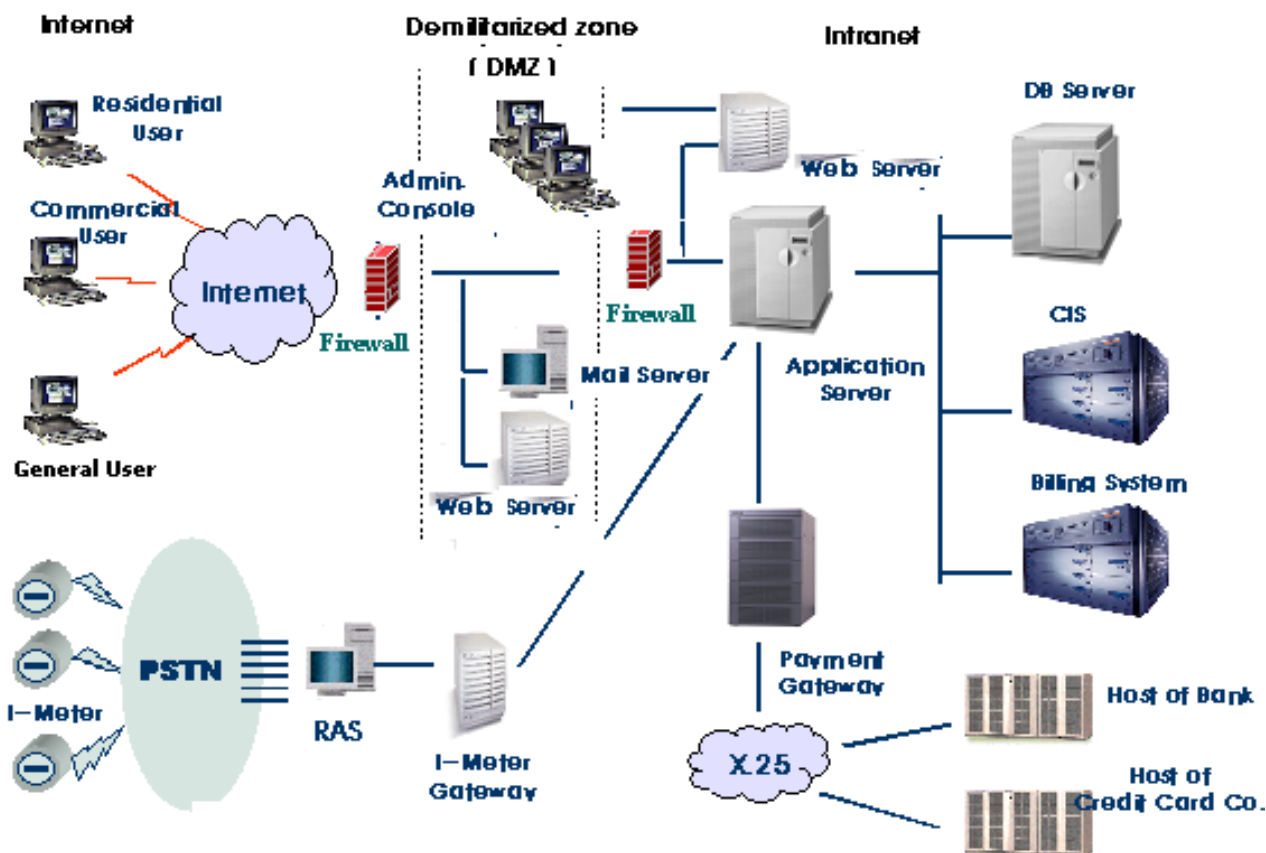 Internet
Demilitarized zone
( DMZ )
Intranet
Residential
User
DB Server
Admin.
Console
Web Server
Commercial
User
Internet
Firewall
Firewall
CIS
Mail Server
Application
Server
General User
Web Server
Billing System
PSTN
I-Meter
RAS
I-Meter
Gateway
Payment
Gateway
X.25
Host of Bank
Host of
Credit Card Co.